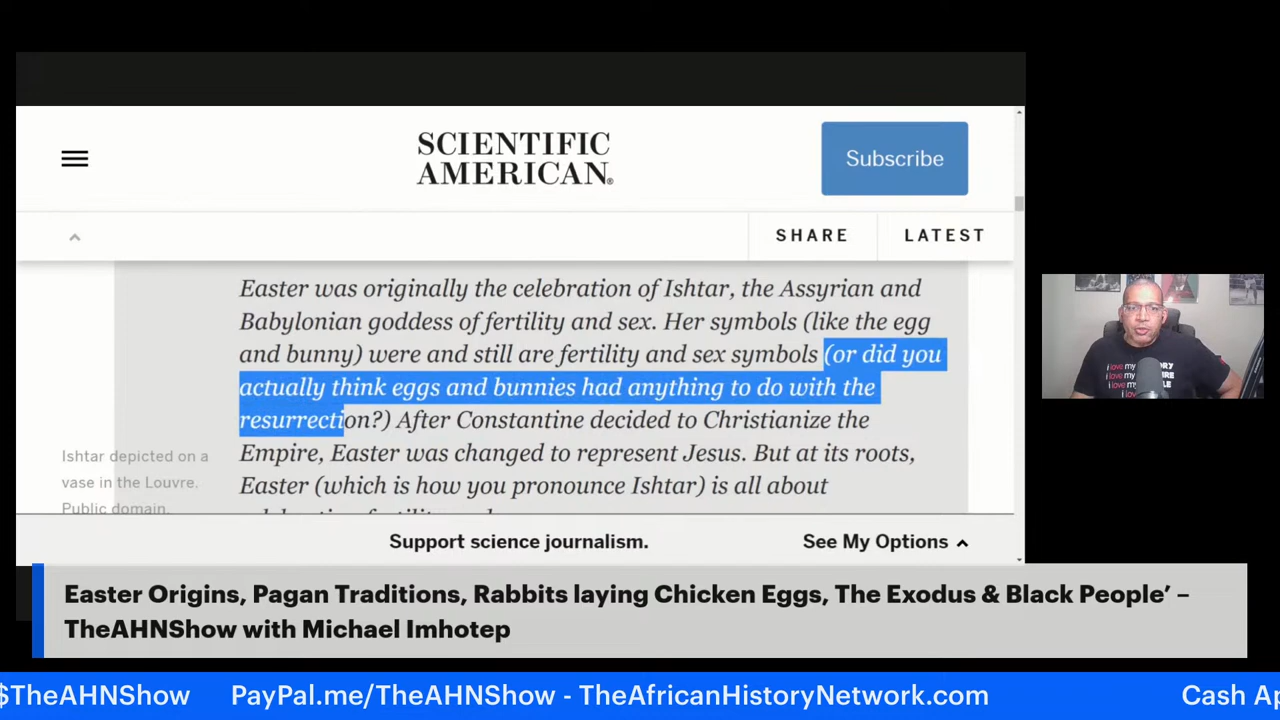 SCIENTIFIC
AMERICAN®
Subscribe
SHARE
LATEST
Easter was originally the celebration of Ishtar, the Assyrian and
Babylonian goddess of fertility and sex. Her symbols (like the egg
and bunny) were and still are fertility and sex symbols (or did you
actually think eggs and bunnies had anything to do with the
resurrection?) After Constantine decided to Christianize the
Empire, Easter was changed to represent Jesus. But at its roots,
Easter (which is how you pronounce Ishtar) is all about
Ishtar depicted on a
vase in the Louvre.
Public domain.
Support science journalism.
See My Options
Easter Origins, Pagan Traditions, Rabbits laying Chicken Eggs, The Exodus & Black People’ –
TheAHNShow with Michael Imhotep
$TheAHNShow PayPal.me/TheAHNShow - TheAfricanHistoryNetwork.com Cash Ap